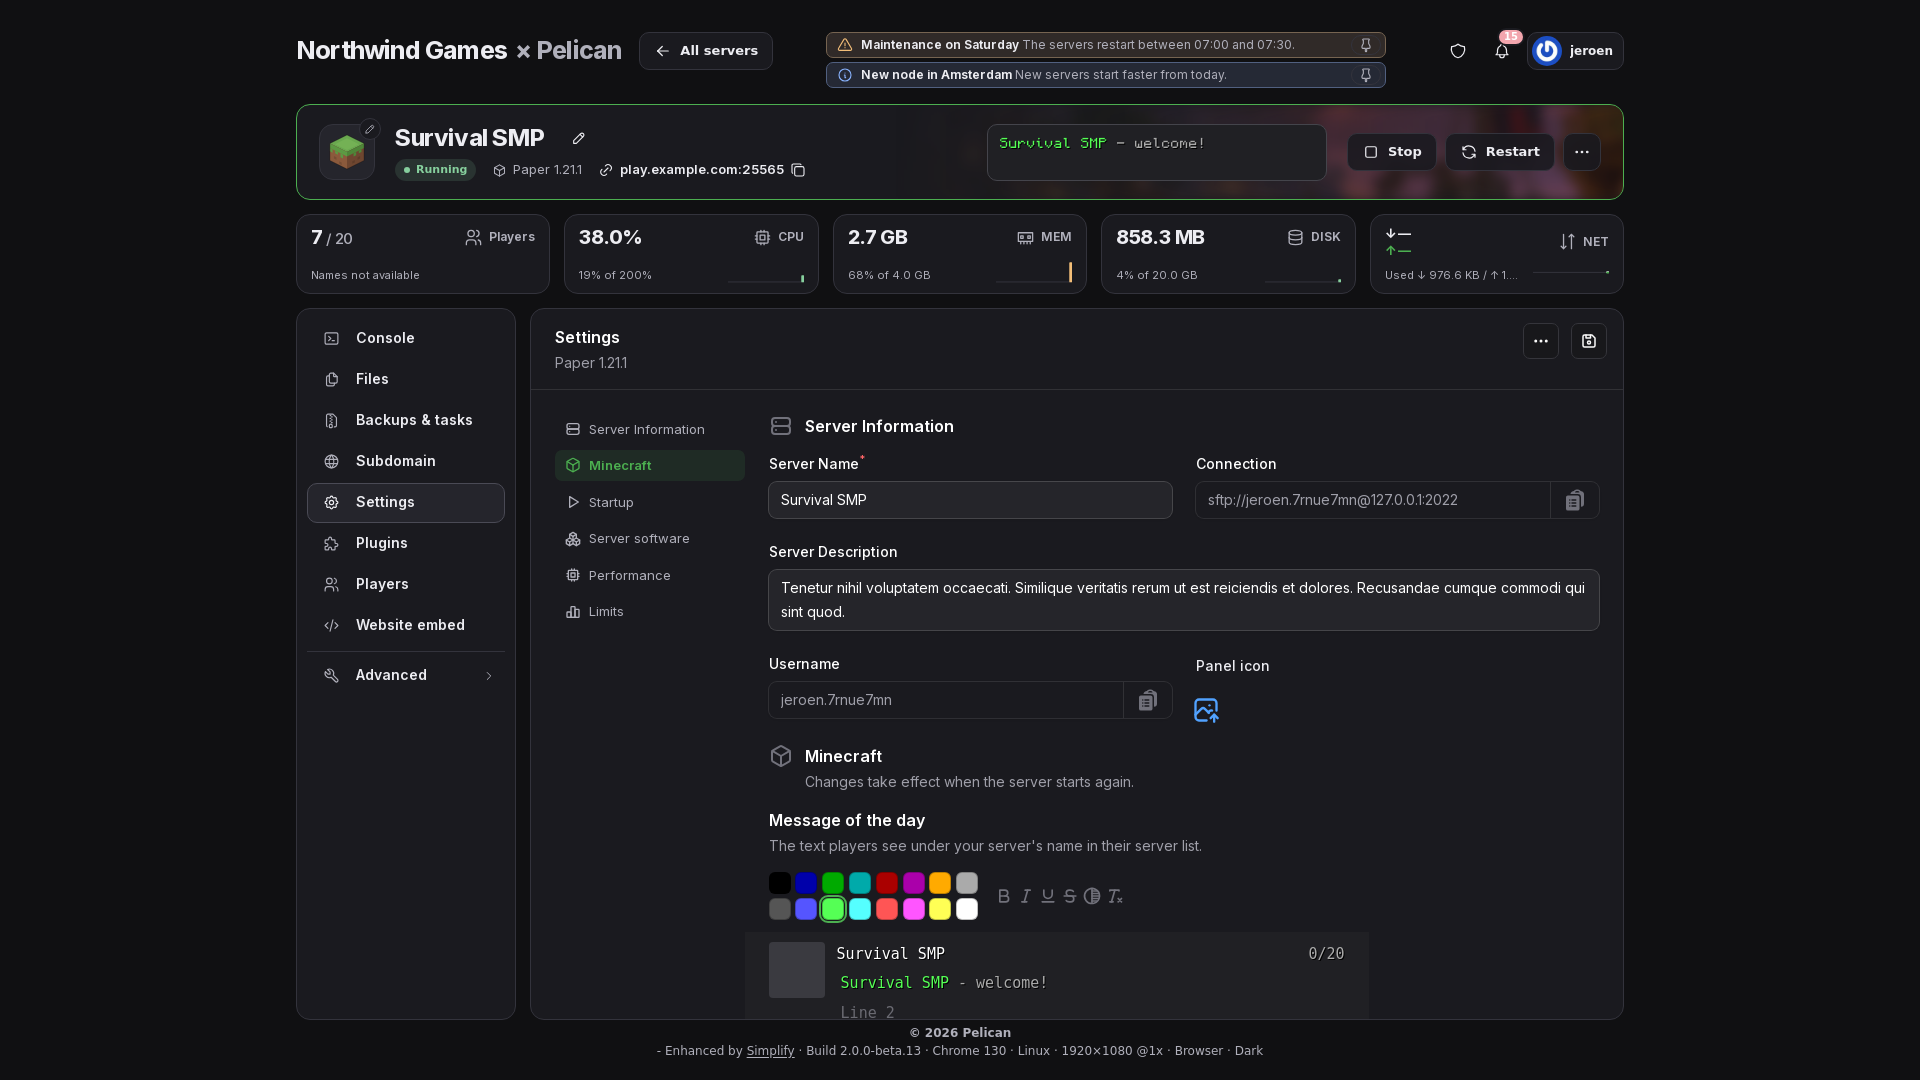 Northwind Games × Pelican
All servers
Maintenance on Saturday The servers restart between 07:00 and 07:30.
New node in Amsterdam New servers start faster from today.
15
jeroen
Survival SMP
Running
Paper 1.21.1
play.example.com:25565
Survival SMP - welcome!
Stop
Restart
7 / 20
Players
Names not available
38.0%
CPU
19% of 200%
2.7 GB
MEM
68% of 4.0 GB
858.3 MB
DISK
4% of 20.0 GB
↓—
↑—
NET
Used ↓ 976.6 KB / ↑ 1....
Console
Files
Backups & tasks
Subdomain
Settings
Plugins
Players
Website embed
Advanced
Settings
Paper 1.21.1
Server Information
Minecraft
Startup
Server software
Performance
Limits
Server Information
Server Name*
Survival SMP
Connection
sftp://jeroen.7rnue7mn@127.0.0.1:2022
Server Description
Tenetur nihil voluptatem occaecati. Similique veritatis rerum ut est reiciendis et dolores. Recusandae cumque commodi qui
sint quod.
Username
jeroen.7rnue7mn
Panel icon
Minecraft
Changes take effect when the server starts again.
Message of the day
The text players see under your server's name in their server list.
B I U S T
Survival SMP
0/20
Survival SMP - welcome!
Line 2
© 2026 Pelican
- Enhanced by Simplify · Build 2.0.0-beta.13 · Chrome 130 · Linux · 1920×1080 @1x · Browser · Dark